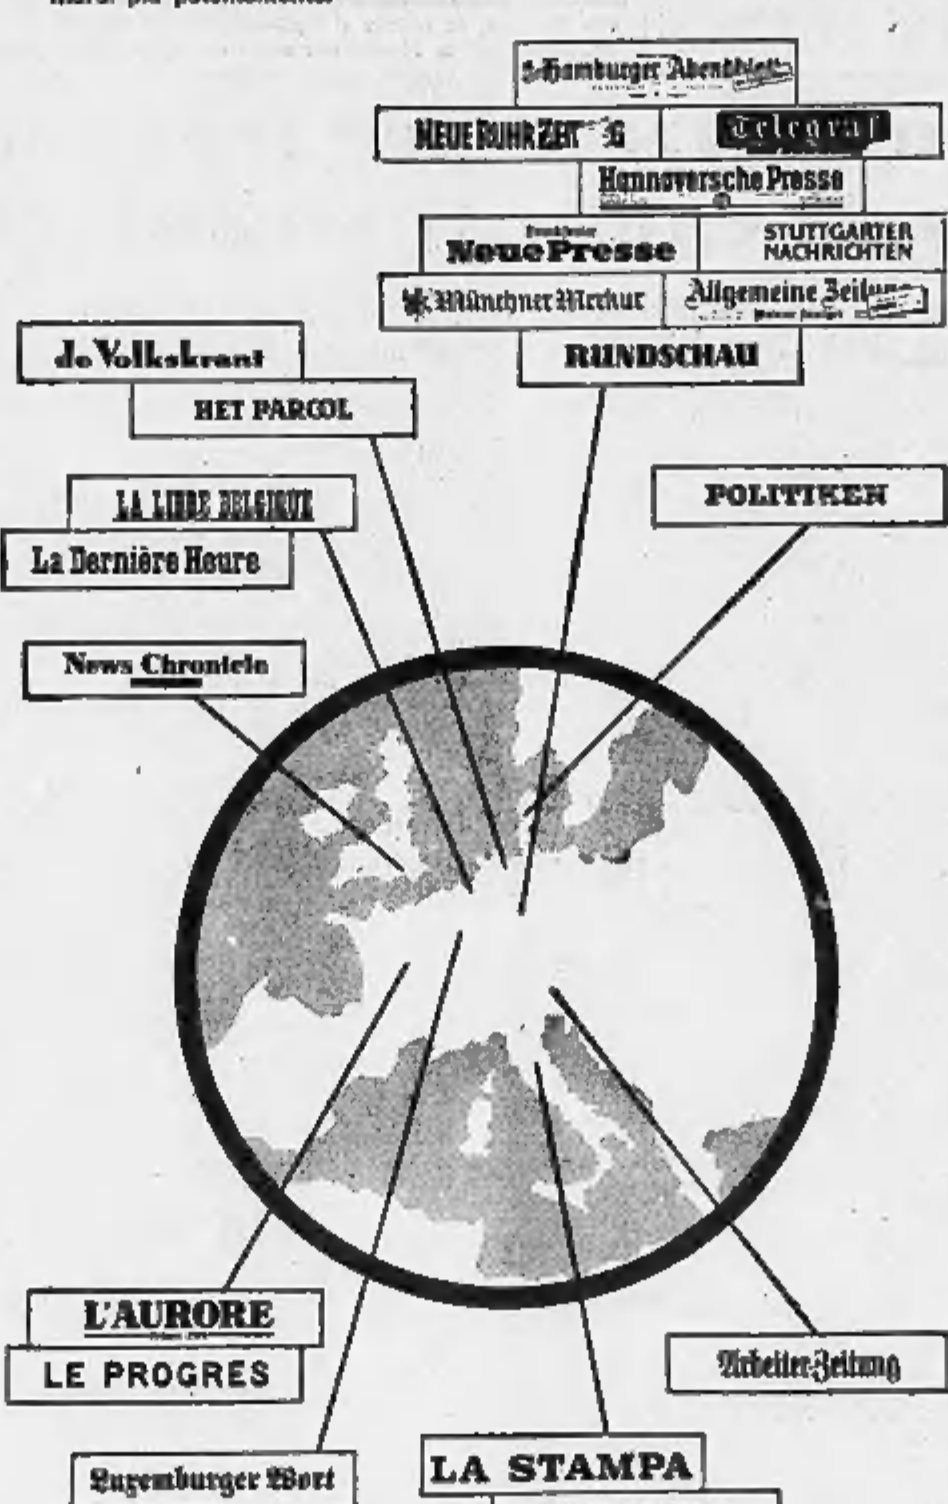 Hamburger Abendblatt
NEUE RUHR ZEITUNG
Telegraf
Hannoversche Presse
Frankfurter
Neue Presse
STUTTGARTER
NACHRICHTEN
Münchner Merkur
Allgemeine Zeitung
RUNDSCHAU
de Volkskrant
HET PAROOL
LA LIBRE BELGIQUE
La Dernière Heure
POLITIKEN
News Chronicle
L'AURORE
LE PROGRES
Arbeiter-Zeitung
Luxemburger Wort
LA STAMPA